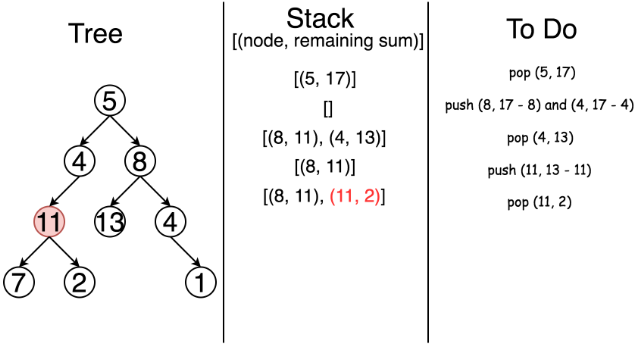 Tree
5
4 8
11 13 4
7 2 1
Stack
[(node, remaining sum)]
[(5, 17)]
[]
[(8, 11), (4, 13)]
[(8, 11)]
[(8, 11), (11, 2)]
To Do
pop (5, 17)
push (8, 17 - 8) and (4, 17 - 4)
pop (4, 13)
push (11, 13 - 11)
pop (11, 2)